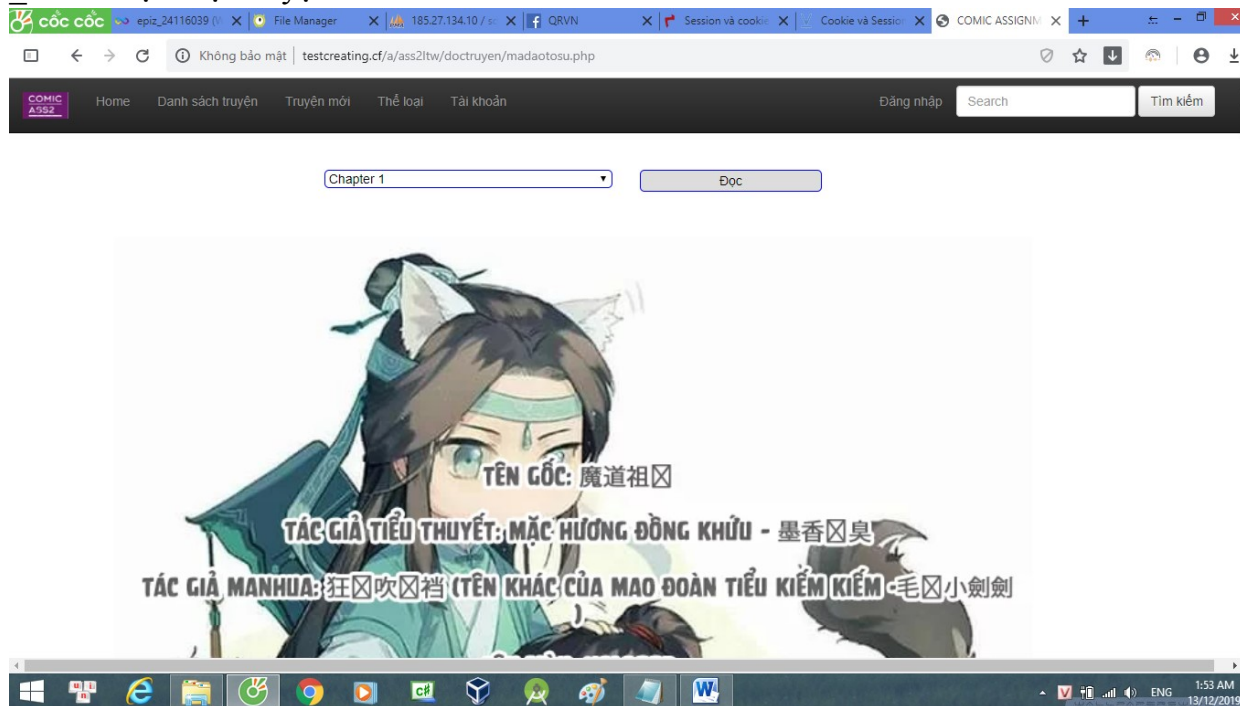 cốc cốc epiz_24116039 (V File Manager 185.27.134.10 / sc QRVN Session và cookie Cookie và Session COMIC ASSIGNM
Không bảo mật testcreating.cf/a/ass2ltw/doctruyen/madaotosu.php
COMIC
ASS2
Home Danh sách truyện Truyện mới Thể loại Tài khoản Đăng nhập Search Tìm kiếm
Chapter 1 Đọc
TÊN GỐC: 魔道祖
TÁC GIẢ TIỂU THUYẾT: MẶC HƯƠNG ĐỒNG KHỨU - 墨香臭
TÁC GIẢ MANHUA: 狂吹裆 (TÊN KHÁC CỦA MAO ĐOÀN TIỂU KIẾM KIẾM -毛小劍劍
)
ENG 1:53 AM
13/12/2019